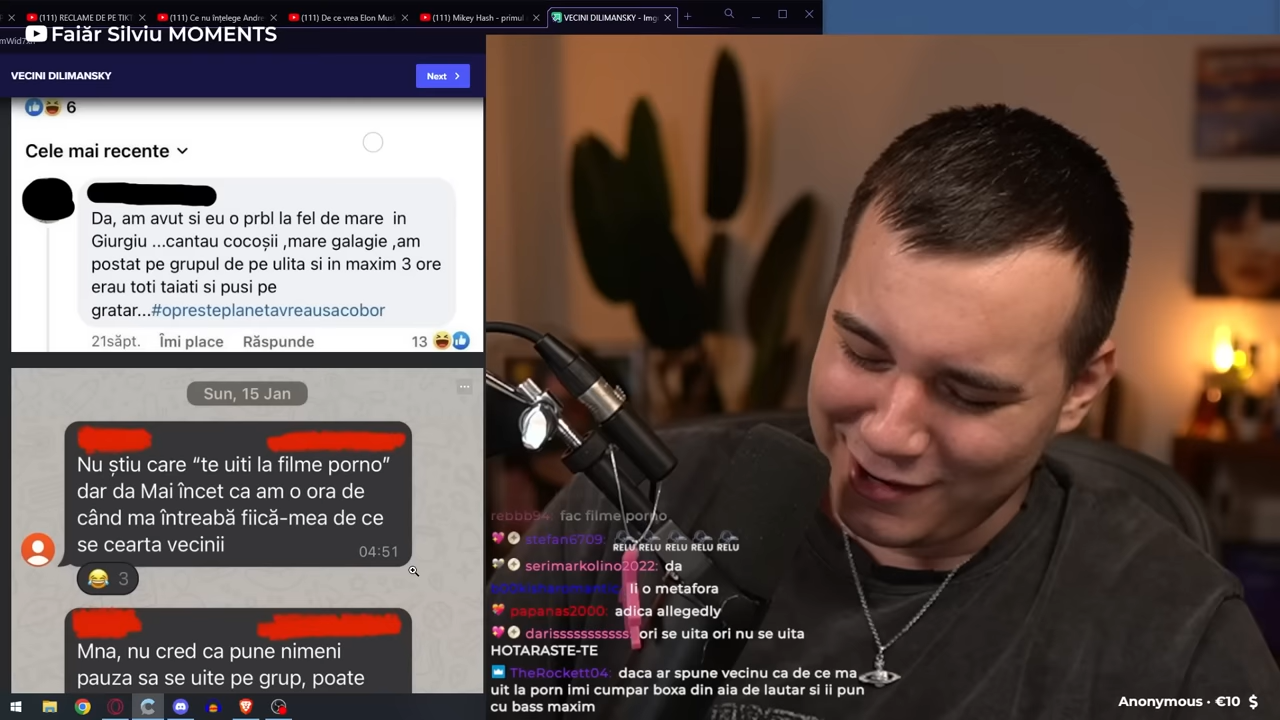 (111) RECLAME DE PE TIKT
(111) Ce nu înțelege Andre
(111) De ce vrea Elon Musk
(111) Mikey Hash - primul
VECINI DILIMANSKY - Img
Faiăr Silviu MOMENTS
VECINI DILIMANSKY
Next
6
Cele mai recente
Da, am avut si eu o prbl la fel de mare in
Giurgiu ...cantau cocoșii ,mare galagie ,am
postat pe grupul de pe ulita si in maxim 3 ore
erau toti taiati si pusi pe
gratar...#opresteplanetavreausacobor
21săpt. Îmi place Răspunde 13
Sun, 15 Jan
Nu știu care “te uiti la filme porno”
dar da Mai încet ca am o ora de
când ma întreabă fiică-mea de ce
se cearta vecinii
04:51
3
Mna, nu cred ca pune nimeni
pauza sa se uite pe grup, poate
rebbb94: fac filme porno
stefan6709: RELU RELU RELU RELU RELU
serimarkolino2022: da
li o metafora
papanas2000: adica allegedly
darisssssssssss: ori se uita ori nu se uita
HOTARASTE-TE
TheRockett04: daca ar spune vecinu ca de ce ma
uit la porn imi cumpar boxa din aia de lautar si ii pun
cu bass maxim
Anonymous · €10 $